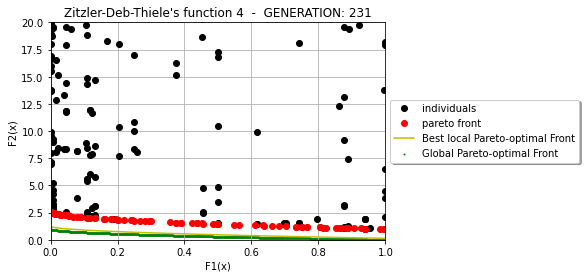 Zitzler-Deb-Thiele's function 4 - GENERATION: 231
20.0
17.5
15.0
12.5
10.0
7.5
5.0
2.5
0.0
F2(x)
0.0 0.2 0.4 0.6 0.8 1.0
F1(x)
individuals
pareto front
Best local Pareto-optimal Front
Global Pareto-optimal Front